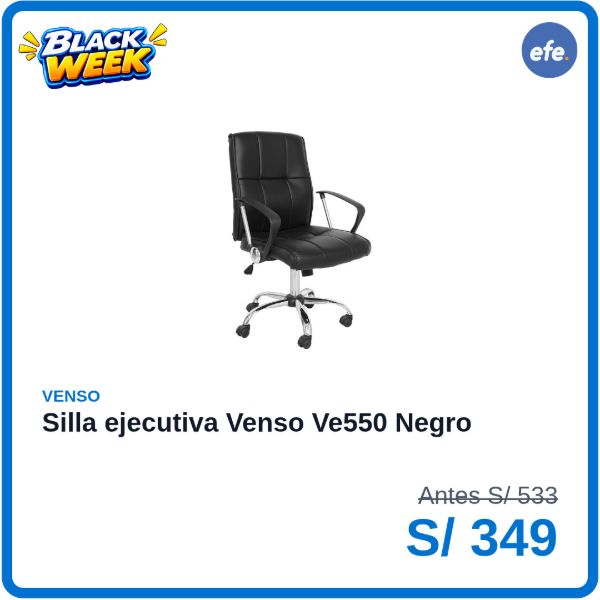 BLACK
WEEK
efe.
VENSO
Silla ejecutiva Venso Ve550 Negro
Antes S/ 533
S/ 349